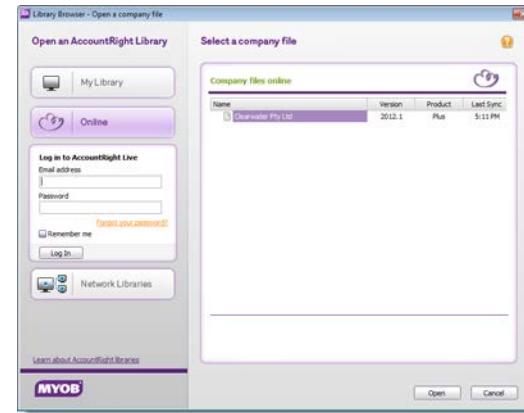 Library Browser - Open a company file
Open an AccountRight Library
Select a company file
My Library
Online
Log in to AccountRight Live
Email address
Password
Forgot your password?
Remember me
Log In
Network Libraries
Learn about AccountRight libraries
MYOB
Company files online
Name Version Product Last Sync
Clearwater Pty Ltd 2012.1 Plus 5:11 PM
Open Cancel